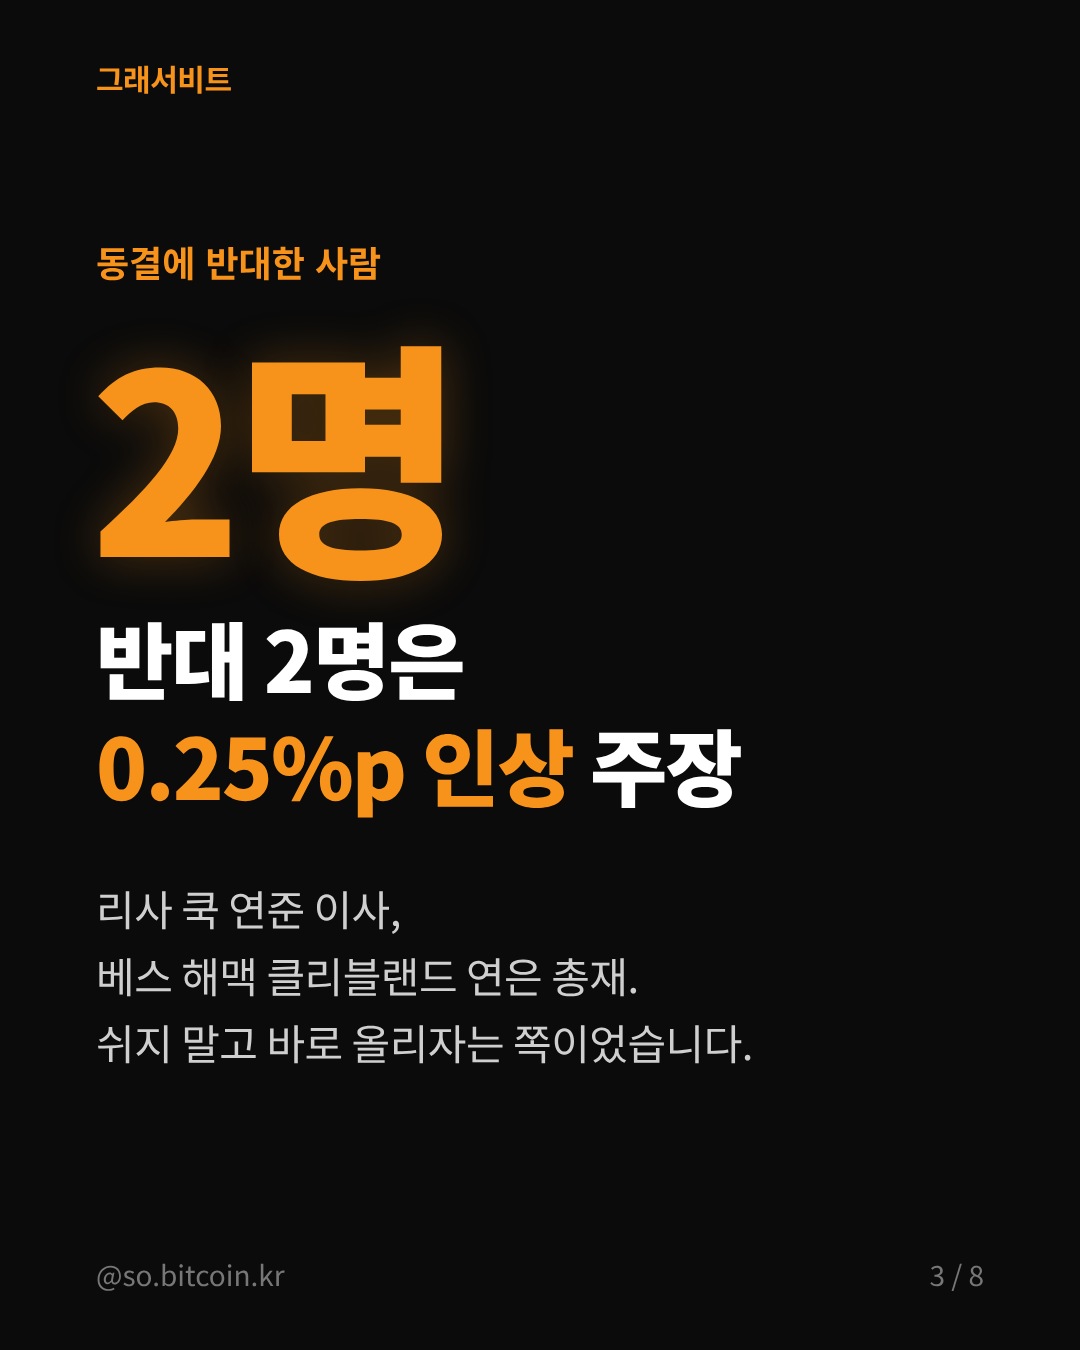 그래서비트
동결에 반대한 사람
2명
반대 2명은
0.25%p 인상 주장
리사 쿡 연준 이사,
베스 해맥 클리블랜드 연은 총재.
쉬지 말고 바로 올리자는 쪽이었습니다.
@so.bitcoin.kr
3 / 8